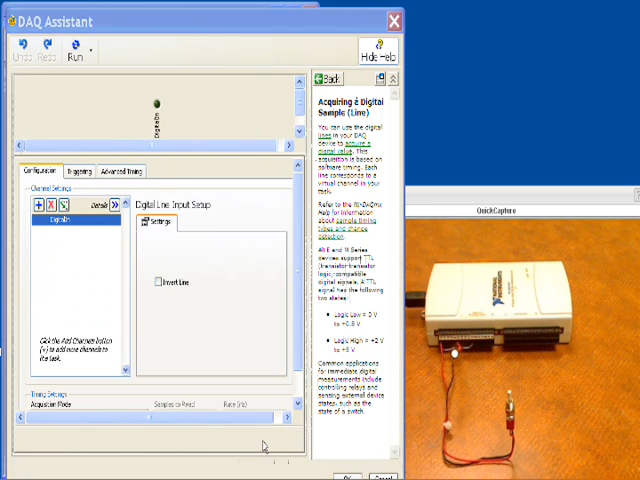 DAQ Assistant
Undo Redo Run
Hide Help
DigitalIn
Configuration Triggering Advanced Timing
Channel Settings
Details
DigitalIn
Click the Add Channels button
(+) to add more channels to
the task.
Digital Line Input Setup
Settings
Invert Line
Timing Settings
Acquisition Mode Samples to Read Rate (Hz)
Back
Acquiring a Digital
Sample (Line)
You can use the digital
lines in your DAQ
device to acquire a
digital value. This
acquisition is based on
software timing. Each
line corresponds to a
virtual channel in your
task.
Refer to the NI-DAQmx
Help for information
about sample timing
types and change
detection.
All E and M Series
devices support TTL
(transistor-transistor
logic)-compatible
digital signals. A TTL
signal has the following
two states:
• Logic Low = 0 V
to +0.8 V
• Logic High = +2 V
to +5 V
Common applications
for immediate digital
measurements include
controlling relays and
sensing external device
states, such as the
state of a switch.
QuickCapture
NATIONAL
INSTRUMENTS